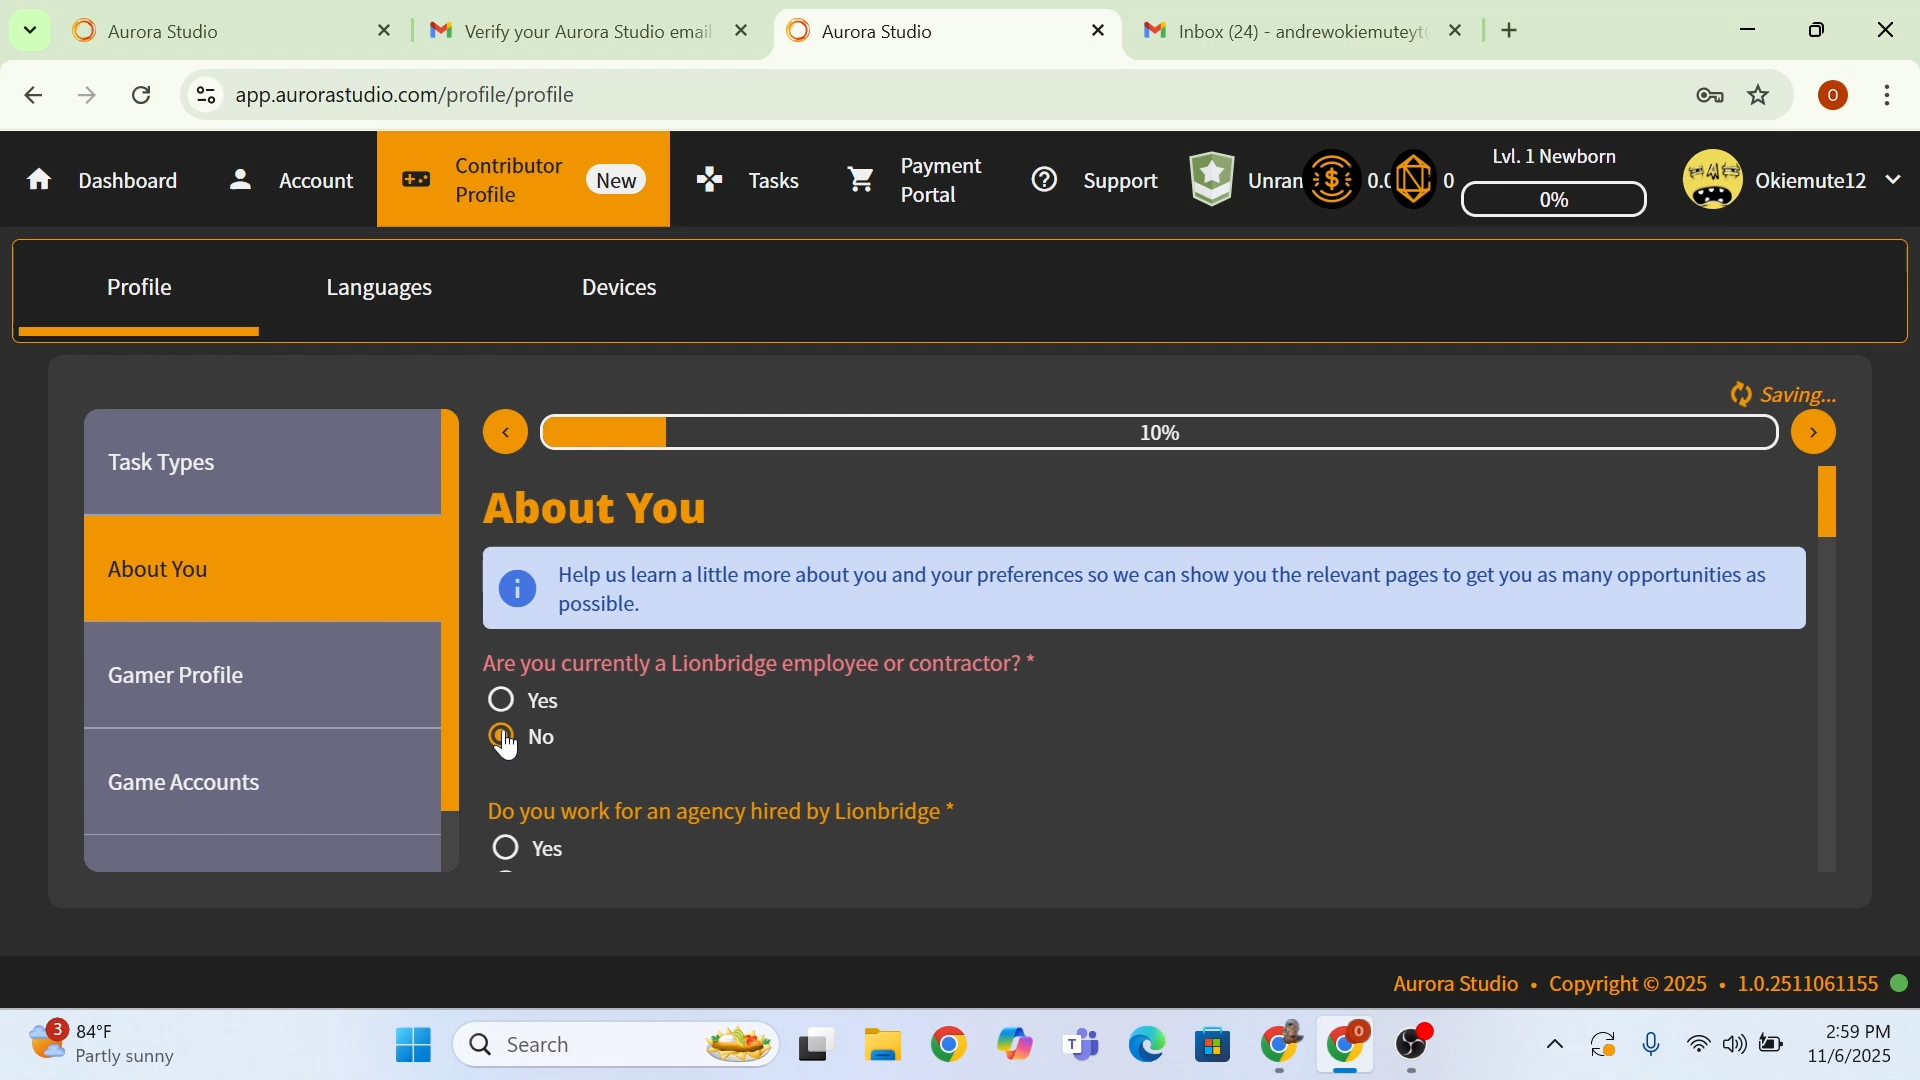 Aurora Studio
Verify your Aurora Studio email
Aurora Studio
Inbox (24) - andrewokiemuteyt
app.aurorastudio.com/profile/profile
O
Dashboard
Account
Contributor
Profile
New
Tasks
Payment
Portal
Support
Unran
0.0
0
Lvl. 1 Newborn
0%
Okiemute12
Profile
Languages
Devices
Saving...
Task Types
About You
Gamer Profile
Game Accounts
10%
About You
Help us learn a little more about you and your preferences so we can show you the relevant pages to get you as many opportunities as
possible.
Are you currently a Lionbridge employee or contractor? *
Yes
No
Do you work for an agency hired by Lionbridge *
Yes
Aurora Studio • Copyright © 2025 • 1.0.2511061155
3
84°F
Partly sunny
Search
O
2:59 PM
11/6/2025